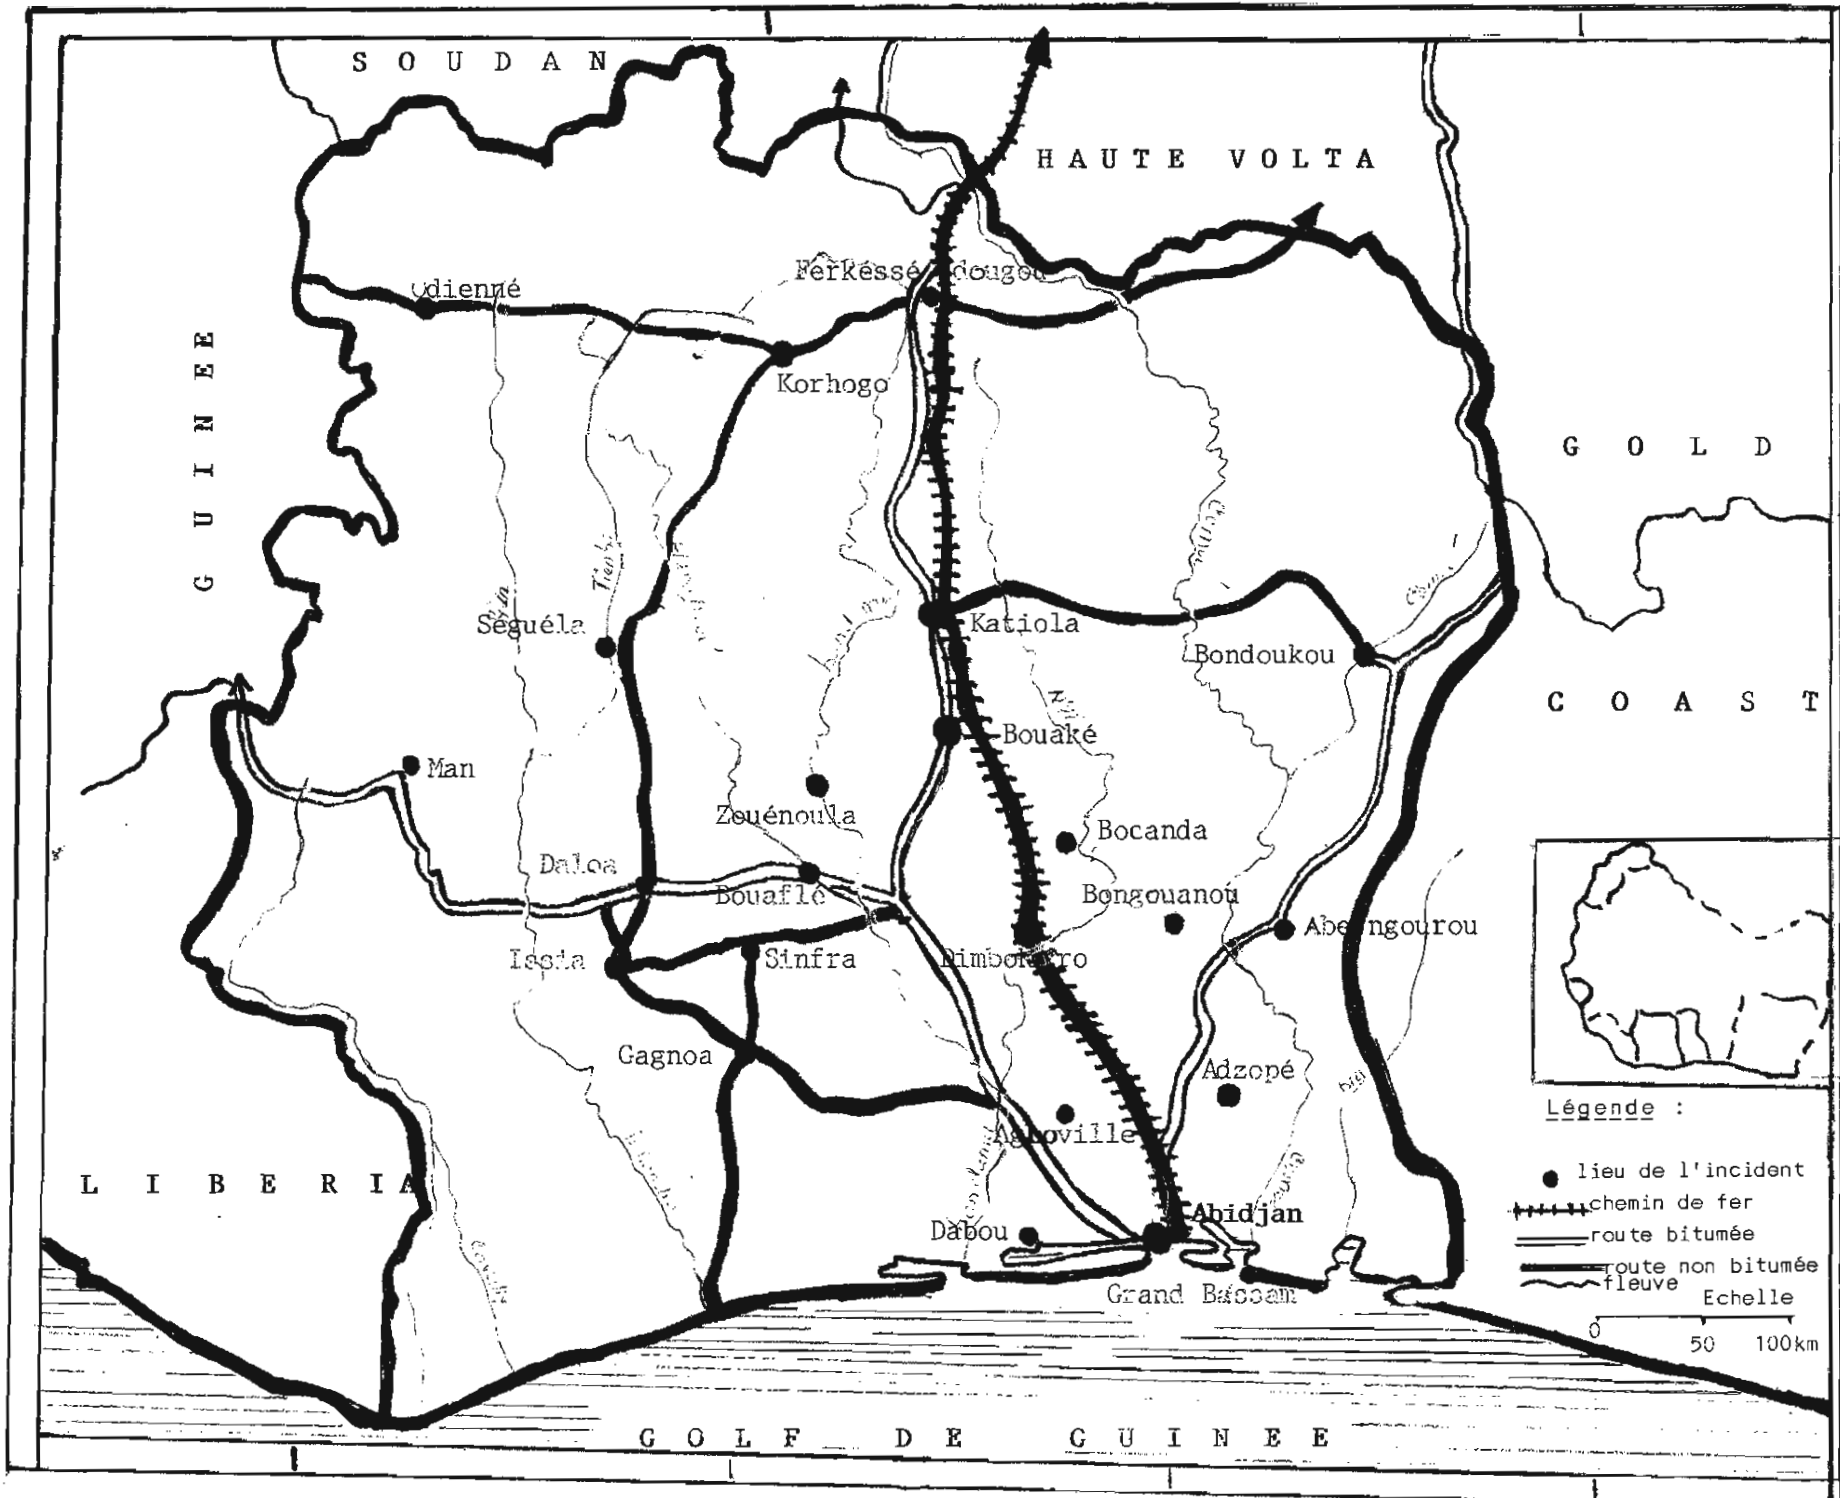 SOUDAN
HAUTE VOLTA
Ferkéssédougou
Odienné
GUINEE
Korhogo
GOLD
Séguéla
Katiola
Bondoukou
COAST
Bouaké
Man
Zouénoula
Bocanda
Daloa
Bouaflé
Bongouanou
Abengourou
Issia
Sinfra
Dimbokro
Gagnoa
Adzopé
Légende :
Agboville
lieu de l'incident
LIBERIA
chemin de fer
Abidjan
Dabou
route bitumée
route non bitumée
fleuve
Grand Bassam
Echelle
0 50 100km
GOLF DE GUINEE